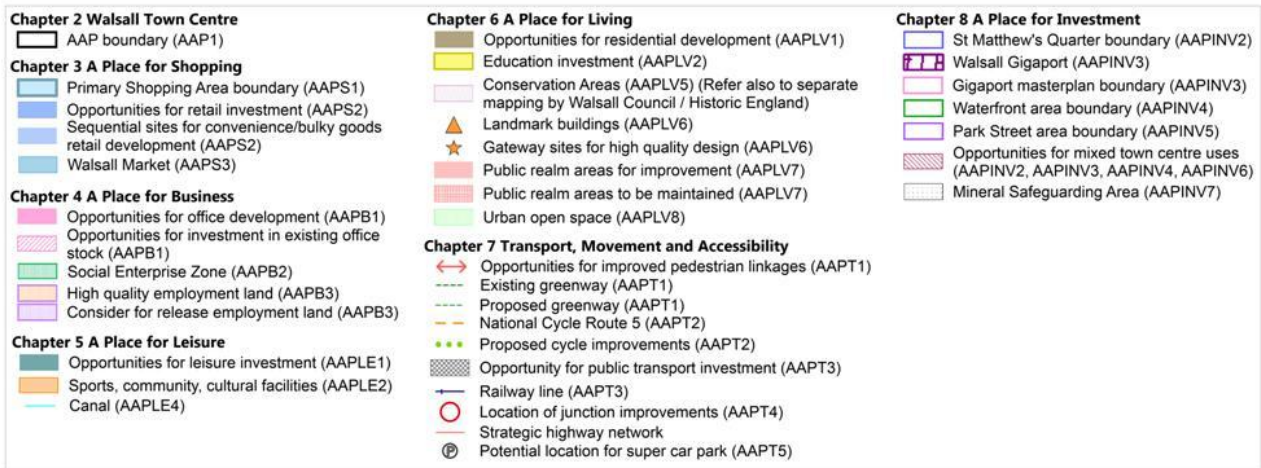 Chapter 2 Walsall Town Centre
AAP boundary (AAP1)
Chapter 3 A Place for Shopping
Primary Shopping Area boundary (AAPS1)
Opportunities for retail investment (AAPS2)
Sequential sites for convenience/bulky goods
retail development (AAPS2)
Walsall Market (AAPS3)
Chapter 4 A Place for Business
Opportunities for office development (AAPB1)
Opportunities for investment in existing office
stock (AAPB1)
Social Enterprise Zone (AAPB2)
High quality employment land (AAPB3)
Consider for release employment land (AAPB3)
Chapter 5 A Place for Leisure
Opportunities for leisure investment (AAPLE1)
Sports, community, cultural facilities (AAPLE2)
Canal (AAPLE4)
Chapter 6 A Place for Living
Opportunities for residential development (AAPLV1)
Education investment (AAPLV2)
Conservation Areas (AAPLV5) (Refer also to separate
mapping by Walsall Council / Historic England)
Landmark buildings (AAPLV6)
Gateway sites for high quality design (AAPLV6)
Public realm areas for improvement (AAPLV7)
Public realm areas to be maintained (AAPLV7)
Urban open space (AAPLV8)
Chapter 7 Transport, Movement and Accessibility
Opportunities for improved pedestrian linkages (AAPT1)
Existing greenway (AAPT1)
Proposed greenway (AAPT1)
National Cycle Route 5 (AAPT2)
Proposed cycle improvements (AAPT2)
Opportunity for public transport investment (AAPT3)
Railway line (AAPT3)
Location of junction improvements (AAPT4)
Strategic highway network
P Potential location for super car park (AAPT5)
Chapter 8 A Place for Investment
St Matthew's Quarter boundary (AAPINV2)
Walsall Gigaport (AAPINV3)
Gigaport masterplan boundary (AAPINV3)
Waterfront area boundary (AAPINV4)
Park Street area boundary (AAPINV5)
Opportunities for mixed town centre uses
(AAPINV2, AAPINV3, AAPINV4, AAPINV6)
Mineral Safeguarding Area (AAPINV7)